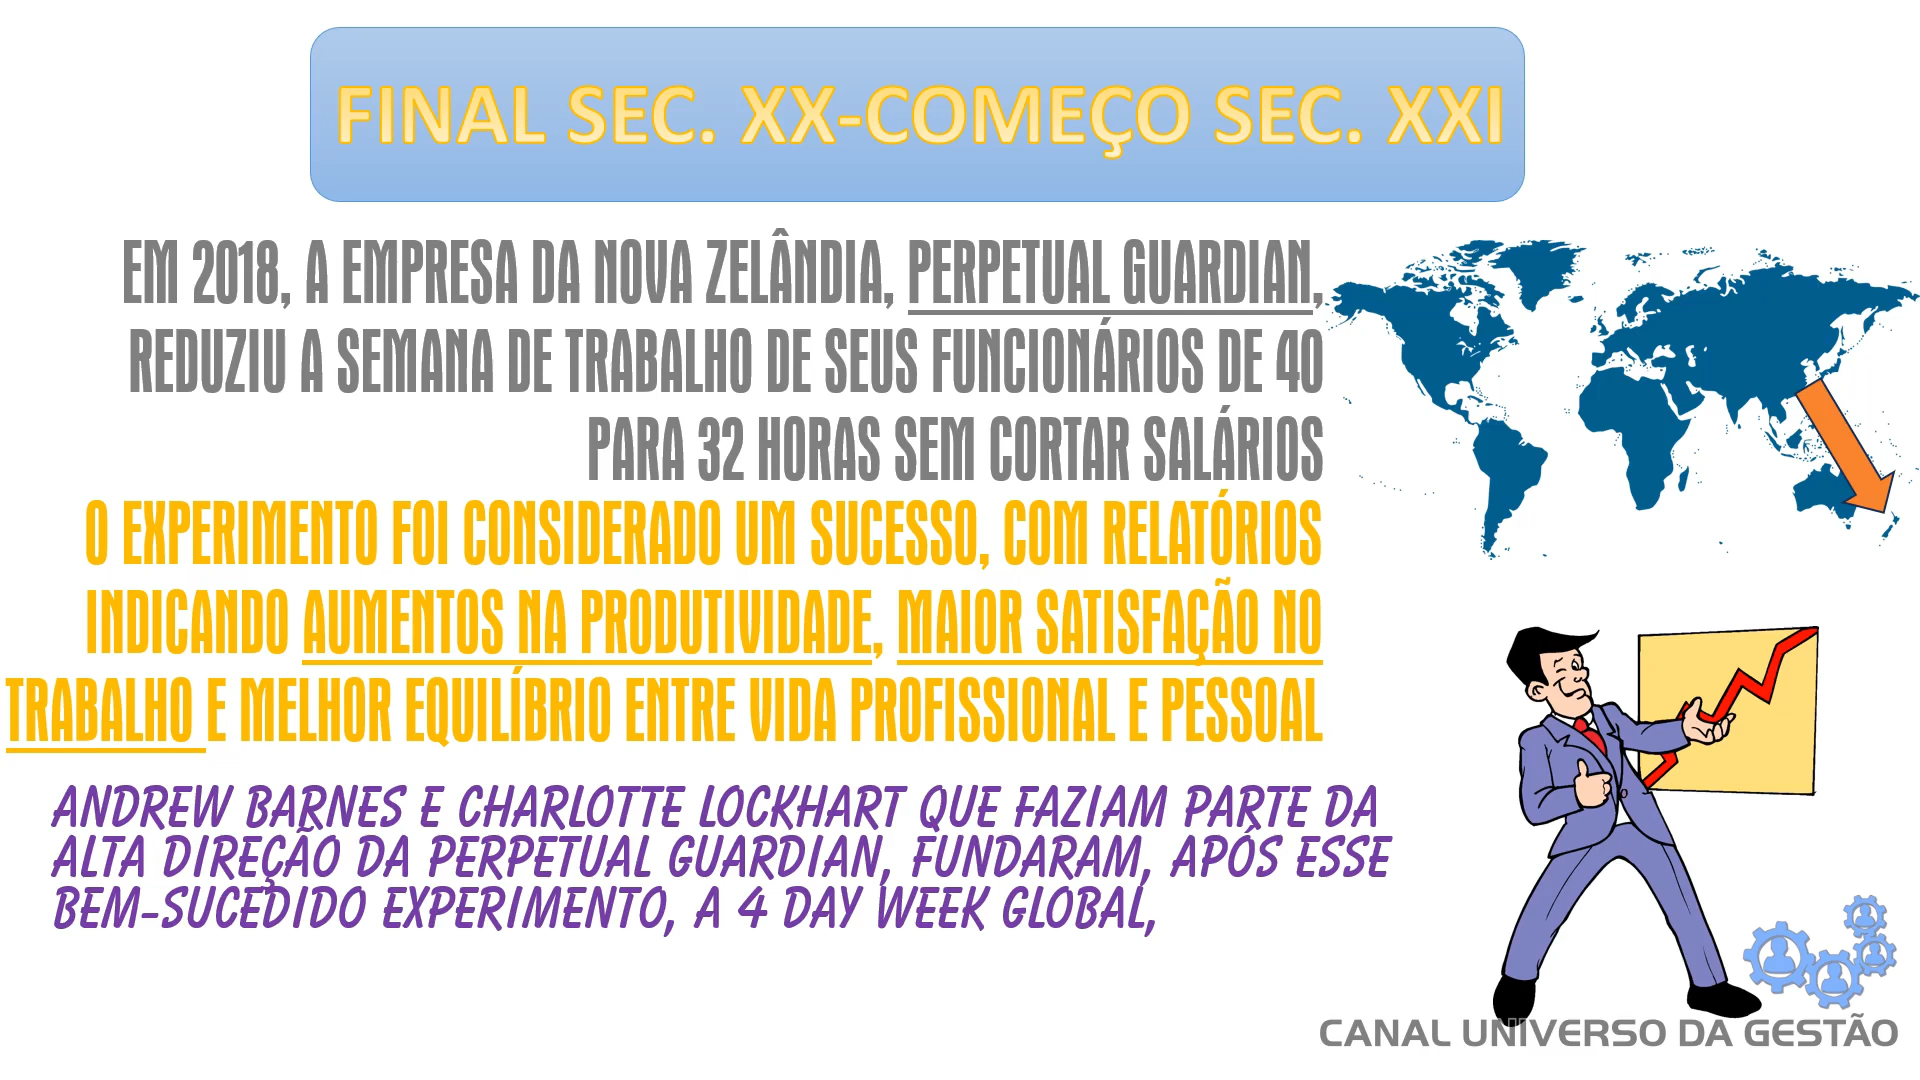 FINAL SEC. XX-COMEÇO SEC. XXI
EM 2018, A EMPRESA DA NOVA ZELÂNDIA, PERPETUAL GUARDIAN,
REDUZIU A SEMANA DE TRABALHO DE SEUS FUNCIONÁRIOS DE 40
PARA 32 HORAS SEM CORTAR SALÁRIOS
O EXPERIMENTO FOI CONSIDERADO UM SUCESSO, COM RELATÓRIOS
INDICANDO AUMENTOS NA PRODUTIVIDADE, MAIOR SATISFAÇÃO NO
TRABALHO E MELHOR EQUILÍBRIO ENTRE VIDA PROFISSIONAL E PESSOAL
ANDREW BARNES E CHARLOTTE LOCKHART QUE FAZIAM PARTE DA
ALTA DIREÇÃO DA PERPETUAL GUARDIAN, FUNDARAM, APÓS ESSE
BEM-SUCEDIDO EXPERIMENTO, A 4 DAY WEEK GLOBAL,
CANAL UNIVERSO DA GESTÃO